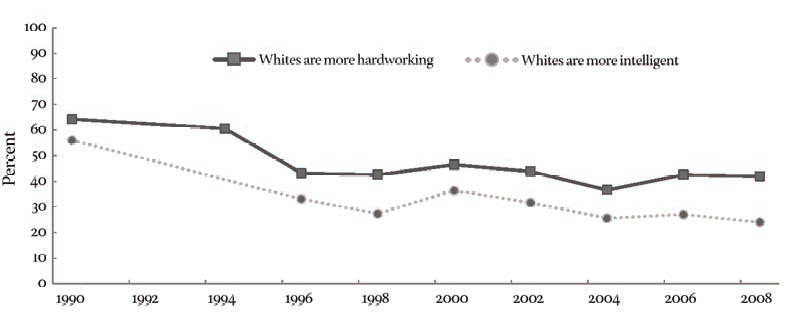 100
90
80
70
60
50
40
30
20
10
0
Percent
Whites are more hardworking
Whites are more intelligent
1990 1992 1994 1996 1998 2000 2002 2004 2006 2008